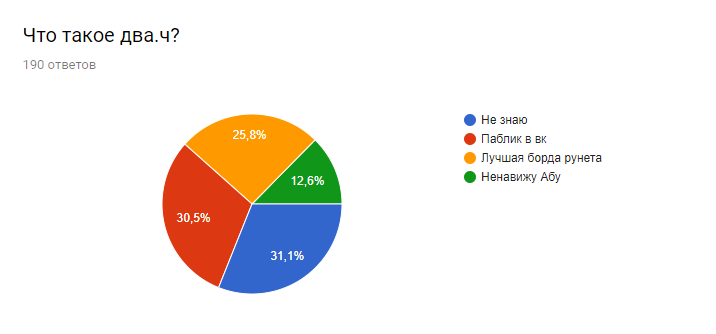 Что такое два.ч?
190 ответов
25,8%
12,6%
30,5%
31,1%
Не знаю
Паблик в вк
Лучшая борда рунета
Ненавижу Абу